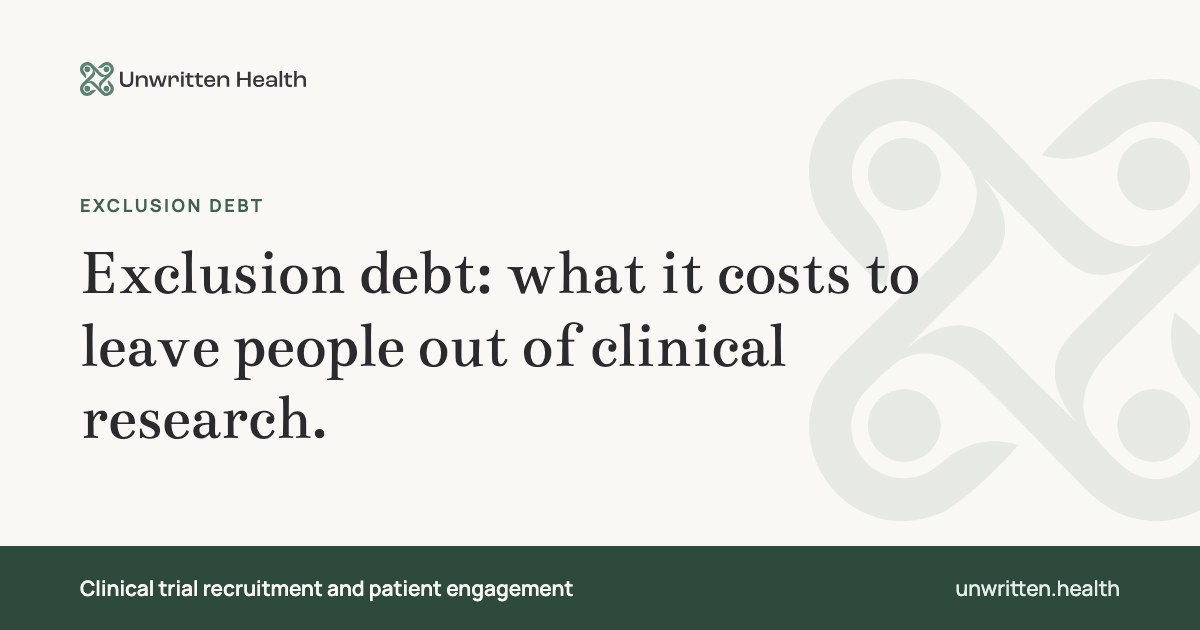 Unwritten Health
EXCLUSION DEBT
Exclusion debt: what it costs to
leave people out of clinical
research.
Clinical trial recruitment and patient engagement
unwritten.health